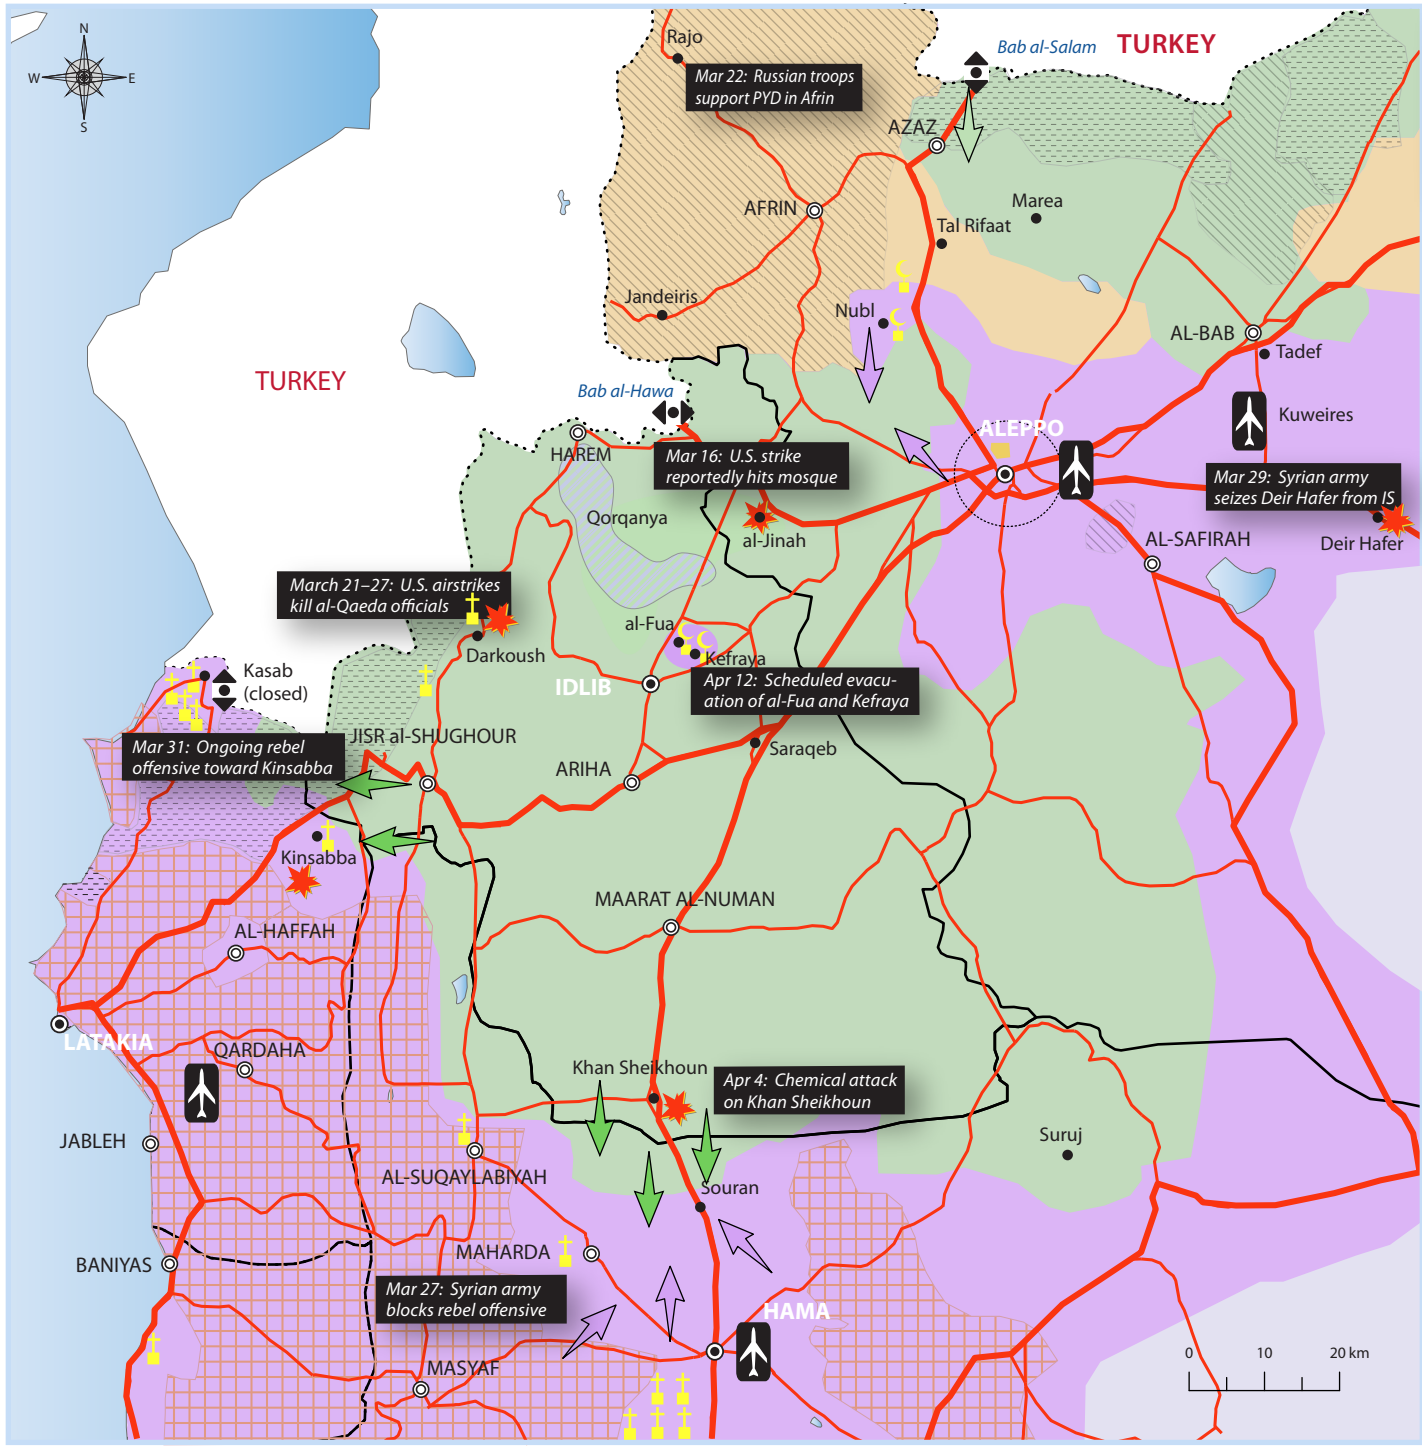 N
W
E
S
Rajo
Bab al-Salam
TURKEY
Mar 22: Russian troops
support PYD in Afrin
AZAZ
AFRIN
Marea
Tal Rifaat
Jandeiris
Nubl
AL-BAB
Tadef
TURKEY
Bab al-Hawa
Kuweires
ALEPPO
HAREM
Mar 16: U.S. strike
reportedly hits mosque
Mar 29: Syrian army
seizes Deir Hafer from IS
Qorqanya
al-Jinah
AL-SAFIRAH
Deir Hafer
March 21–27: U.S. airstrikes
kill al-Qaeda officials
al-Fua
Darkoush
Kefraya
Kasab
(closed)
IDLIB
Apr 12: Scheduled evacu-
ation of al-Fua and Kefraya
JISR al-SHUGHOUR
Mar 31: Ongoing rebel
offensive toward Kinsabba
Saraqeb
ARIHA
Kinsabba
MAARAT AL-NUMAN
AL-HAFFAH
LATAKIA
QARDAHA
Khan Sheikhoun
Apr 4: Chemical attack
on Khan Sheikhoun
JABLEH
Suruj
AL-SUQAYLABIYAH
Souran
MAHARDA
BANIYAS
Mar 27: Syrian army
blocks rebel offensive
HAMA
MASYAF
0 10 20 km